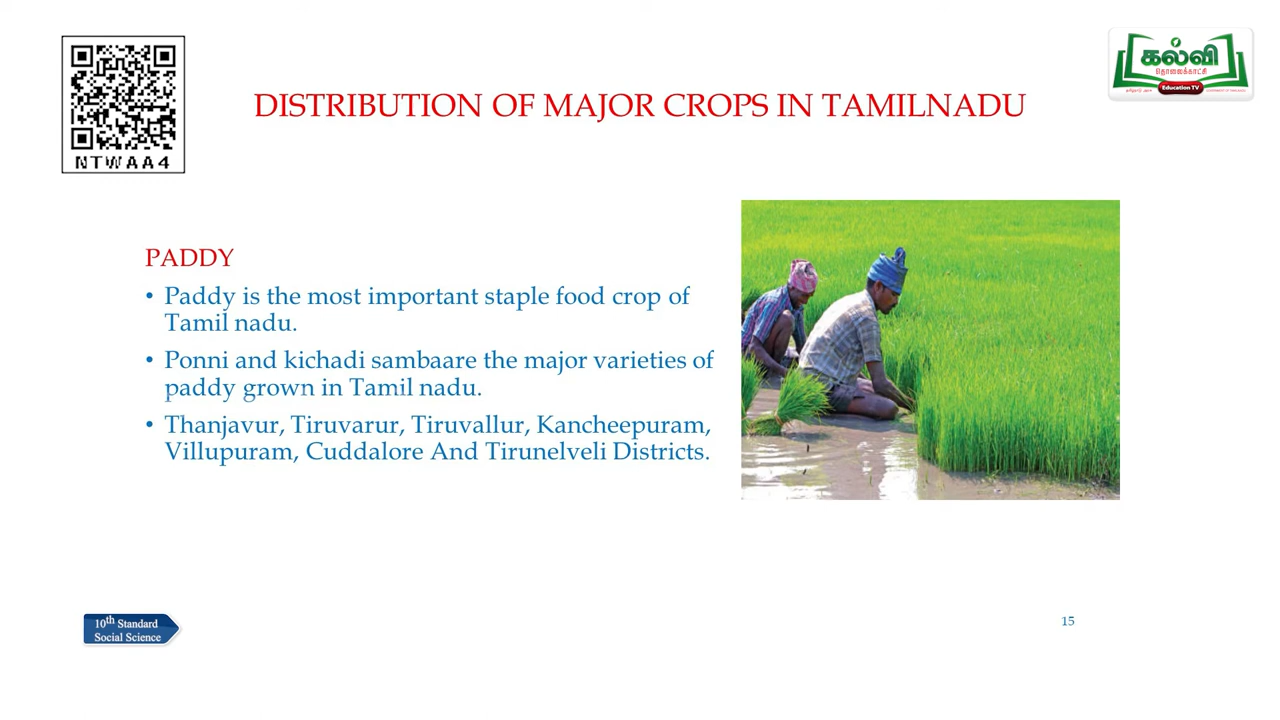 கல்வி
தொலைக்காட்சி
Education TV
NTWAA4
DISTRIBUTION OF MAJOR CROPS IN TAMILNADU
PADDY
• Paddy is the most important staple food crop of
Tamil nadu.
• Ponni and kichadi sambaare the major varieties of
paddy grown in Tamil nadu.
• Thanjavur, Tiruvarur, Tiruvallur, Kancheepuram,
Villupuram, Cuddalore And Tirunelveli Districts.
10th Standard
Social Science
15